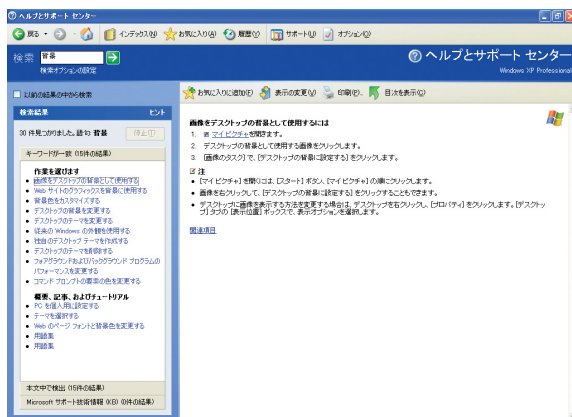 ヘルプとサポート センター
戻る
インデックス(N)
お気に入り(A)
履歴(Y)
サポート(U)
オプション(O)
検索 背景
検索オプションの設定
ヘルプとサポート センター
Windows XP Professional
以前の結果の中から検索
お気に入りに追加(F)
表示の変更(V)
印刷(P)...
目次を表示(C)
検索結果 ヒント
30 件見つかりました。語句 背景
停止(T)
キーワードが一致 (15件の結果)
作業を選びます
画像をデスクトップの背景として使用する
Web サイトのグラフィックスを背景に使用する
背景色をカスタマイズする
デスクトップの背景を変更する
デスクトップのテーマを変更する
従来の Windows の外観を使用する
独自のデスクトップ テーマを作成する
デスクトップのテーマを削除する
フォアグラウンドおよびバックグラウンド プログラムの
パフォーマンスを変更する
コマンド プロンプトの画面の色を変更する
概要、記事、およびチュートリアル
PC を個人用に設定する
テーマを選択する
Web のページ フォントと背景色を変更する
用語集
用語集
本文中で検出 (15件の結果)
Microsoft サポート技術情報 (KB) (0件の結果)
画像をデスクトップの背景として使用するには
1. マイ ピクチャを開きます。
2. デスクトップの背景として使用する画像をクリックします。
3. [画像のタスク] で、[デスクトップの背景に設定する] をクリックします。
注
• [マイ ピクチャ] を開くには、[スタート] ボタン、[マイ ピクチャ] の順にクリックします。
• 画像を右クリックして、[デスクトップの背景に設定する] をクリックすることもできます。
• デスクトップに画像を表示する方法を変更する場合は、デスクトップを右クリックし、[プロパティ] をクリックします。[デスクトッ
プ] タブの [表示位置] ボックスで、表示オプションを選択します。
関連項目